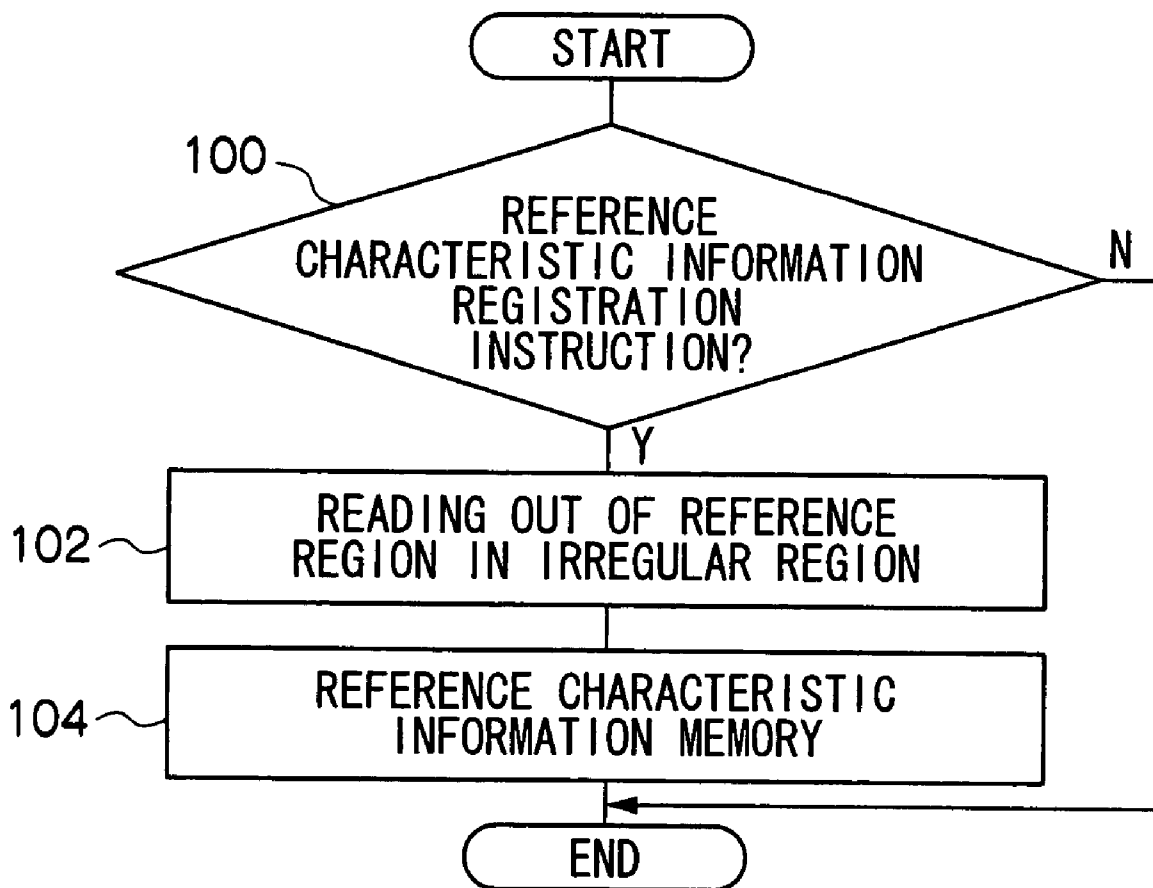 START
100
REFERENCE
CHARACTERISTIC INFORMATION
REGISTRATION
INSTRUCTION?
N
Y
102
READING OUT OF REFERENCE
REGION IN IRREGULAR REGION
104
REFERENCE CHARACTERISTIC
INFORMATION MEMORY
END